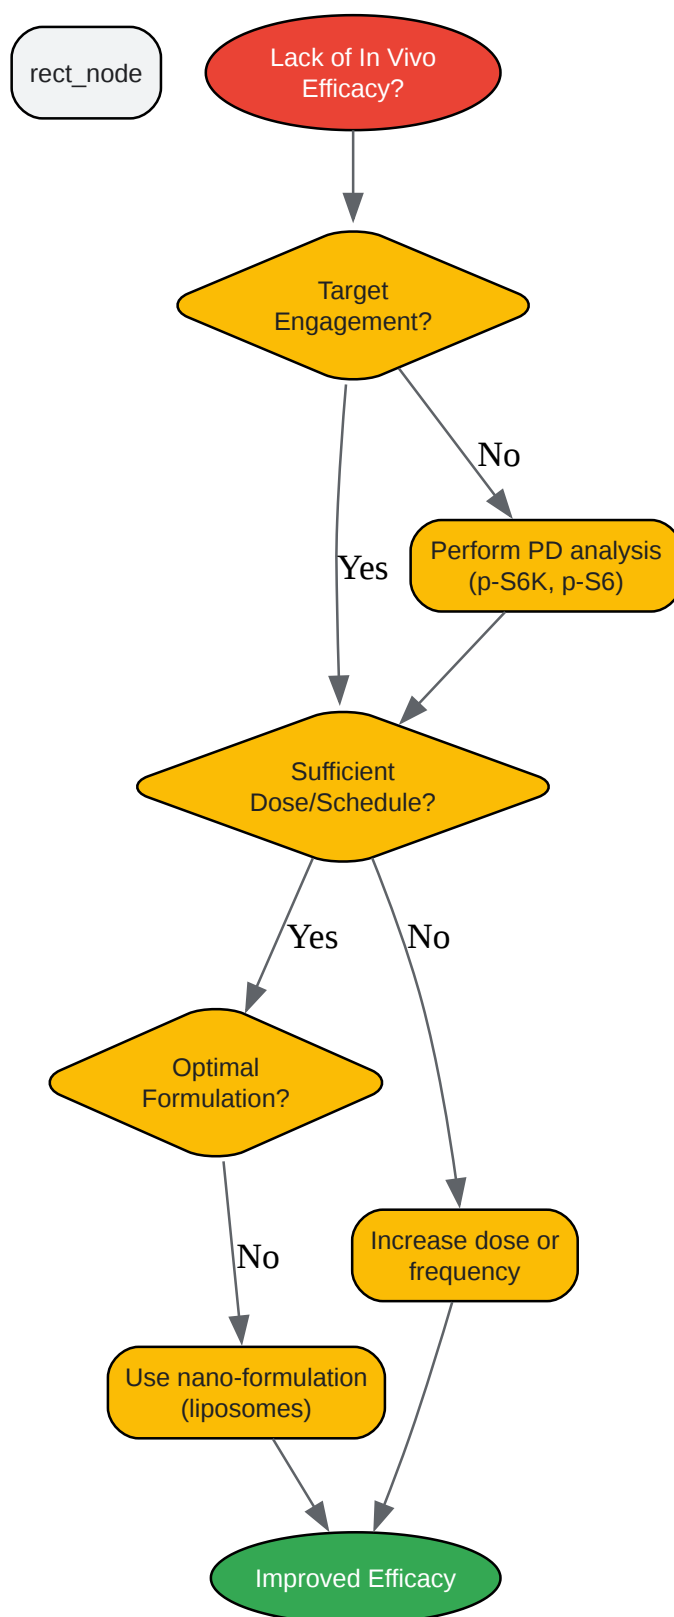 rect_node
Lack of In Vivo
Efficacy?
Target
Engagement?
No
Perform PD analysis
(p-S6K, p-S6)
Yes
Sufficient
Dose/Schedule?
Yes
No
Optimal
Formulation?
No
Increase dose or
frequency
Use nano-formulation
(liposomes)
Improved Efficacy